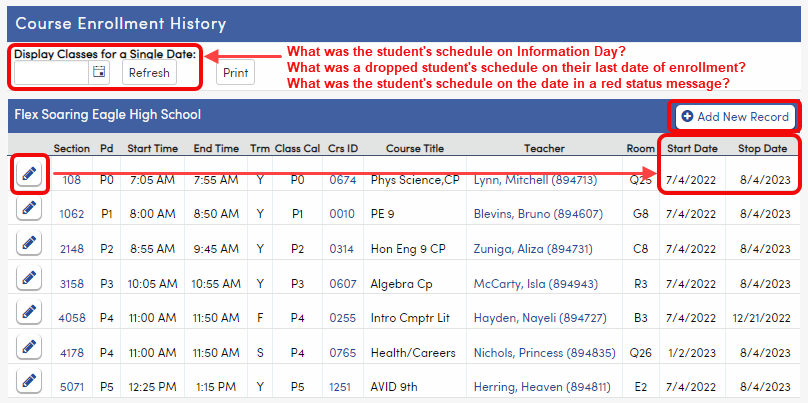 Course Enrollment History
Display Classes for a Single Date:
Refresh
Print
What was the student's schedule on Information Day?
What was a dropped student's schedule on their last date of enrollment?
What was the student's schedule on the date in a red status message?
Flex Soaring Eagle High School
Add New Record
Section Pd Start Time End Time Trm Class Cal Crs ID Course Title Teacher Room Start Date Stop Date
108 P0 7:05 AM 7:55 AM Y P0 0674 Phys Science,CP Lynn, Mitchell (894713) Q25 7/4/2022 8/4/2023
1062 P1 8:00 AM 8:50 AM Y P1 0010 PE 9 Blevins, Bruno (894607) G8 7/4/2022 8/4/2023
2148 P2 8:55 AM 9:45 AM Y P2 0314 Hon Eng 9 CP Zuniga, Aliza (894731) C8 7/4/2022 8/4/2023
3158 P3 10:05 AM 10:55 AM Y P3 0607 Algebra Cp McCarty, Isla (894943) R3 7/4/2022 8/4/2023
4058 P4 11:00 AM 11:50 AM F P4 0255 Intro Cmptr Lit Hayden, Nayeli (894727) B3 7/4/2022 12/21/2022
4178 P4 11:00 AM 11:50 AM S P4 0765 Health/Careers Nichols, Princess (894835) Q26 1/2/2023 8/4/2023
5071 P5 12:25 PM 1:15 PM Y P5 1251 AVID 9th Herring, Heaven (894811) E2 7/4/2022 8/4/2023